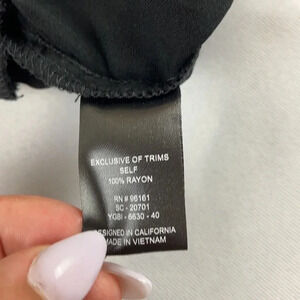 EXCLUSIVE OF TRIMS
SELF
100% RAYON
RN # 96161
SC - 20701
YGBI - 6630 - 40
DESIGNED IN CALIFORNIA
MADE IN VIETNAM